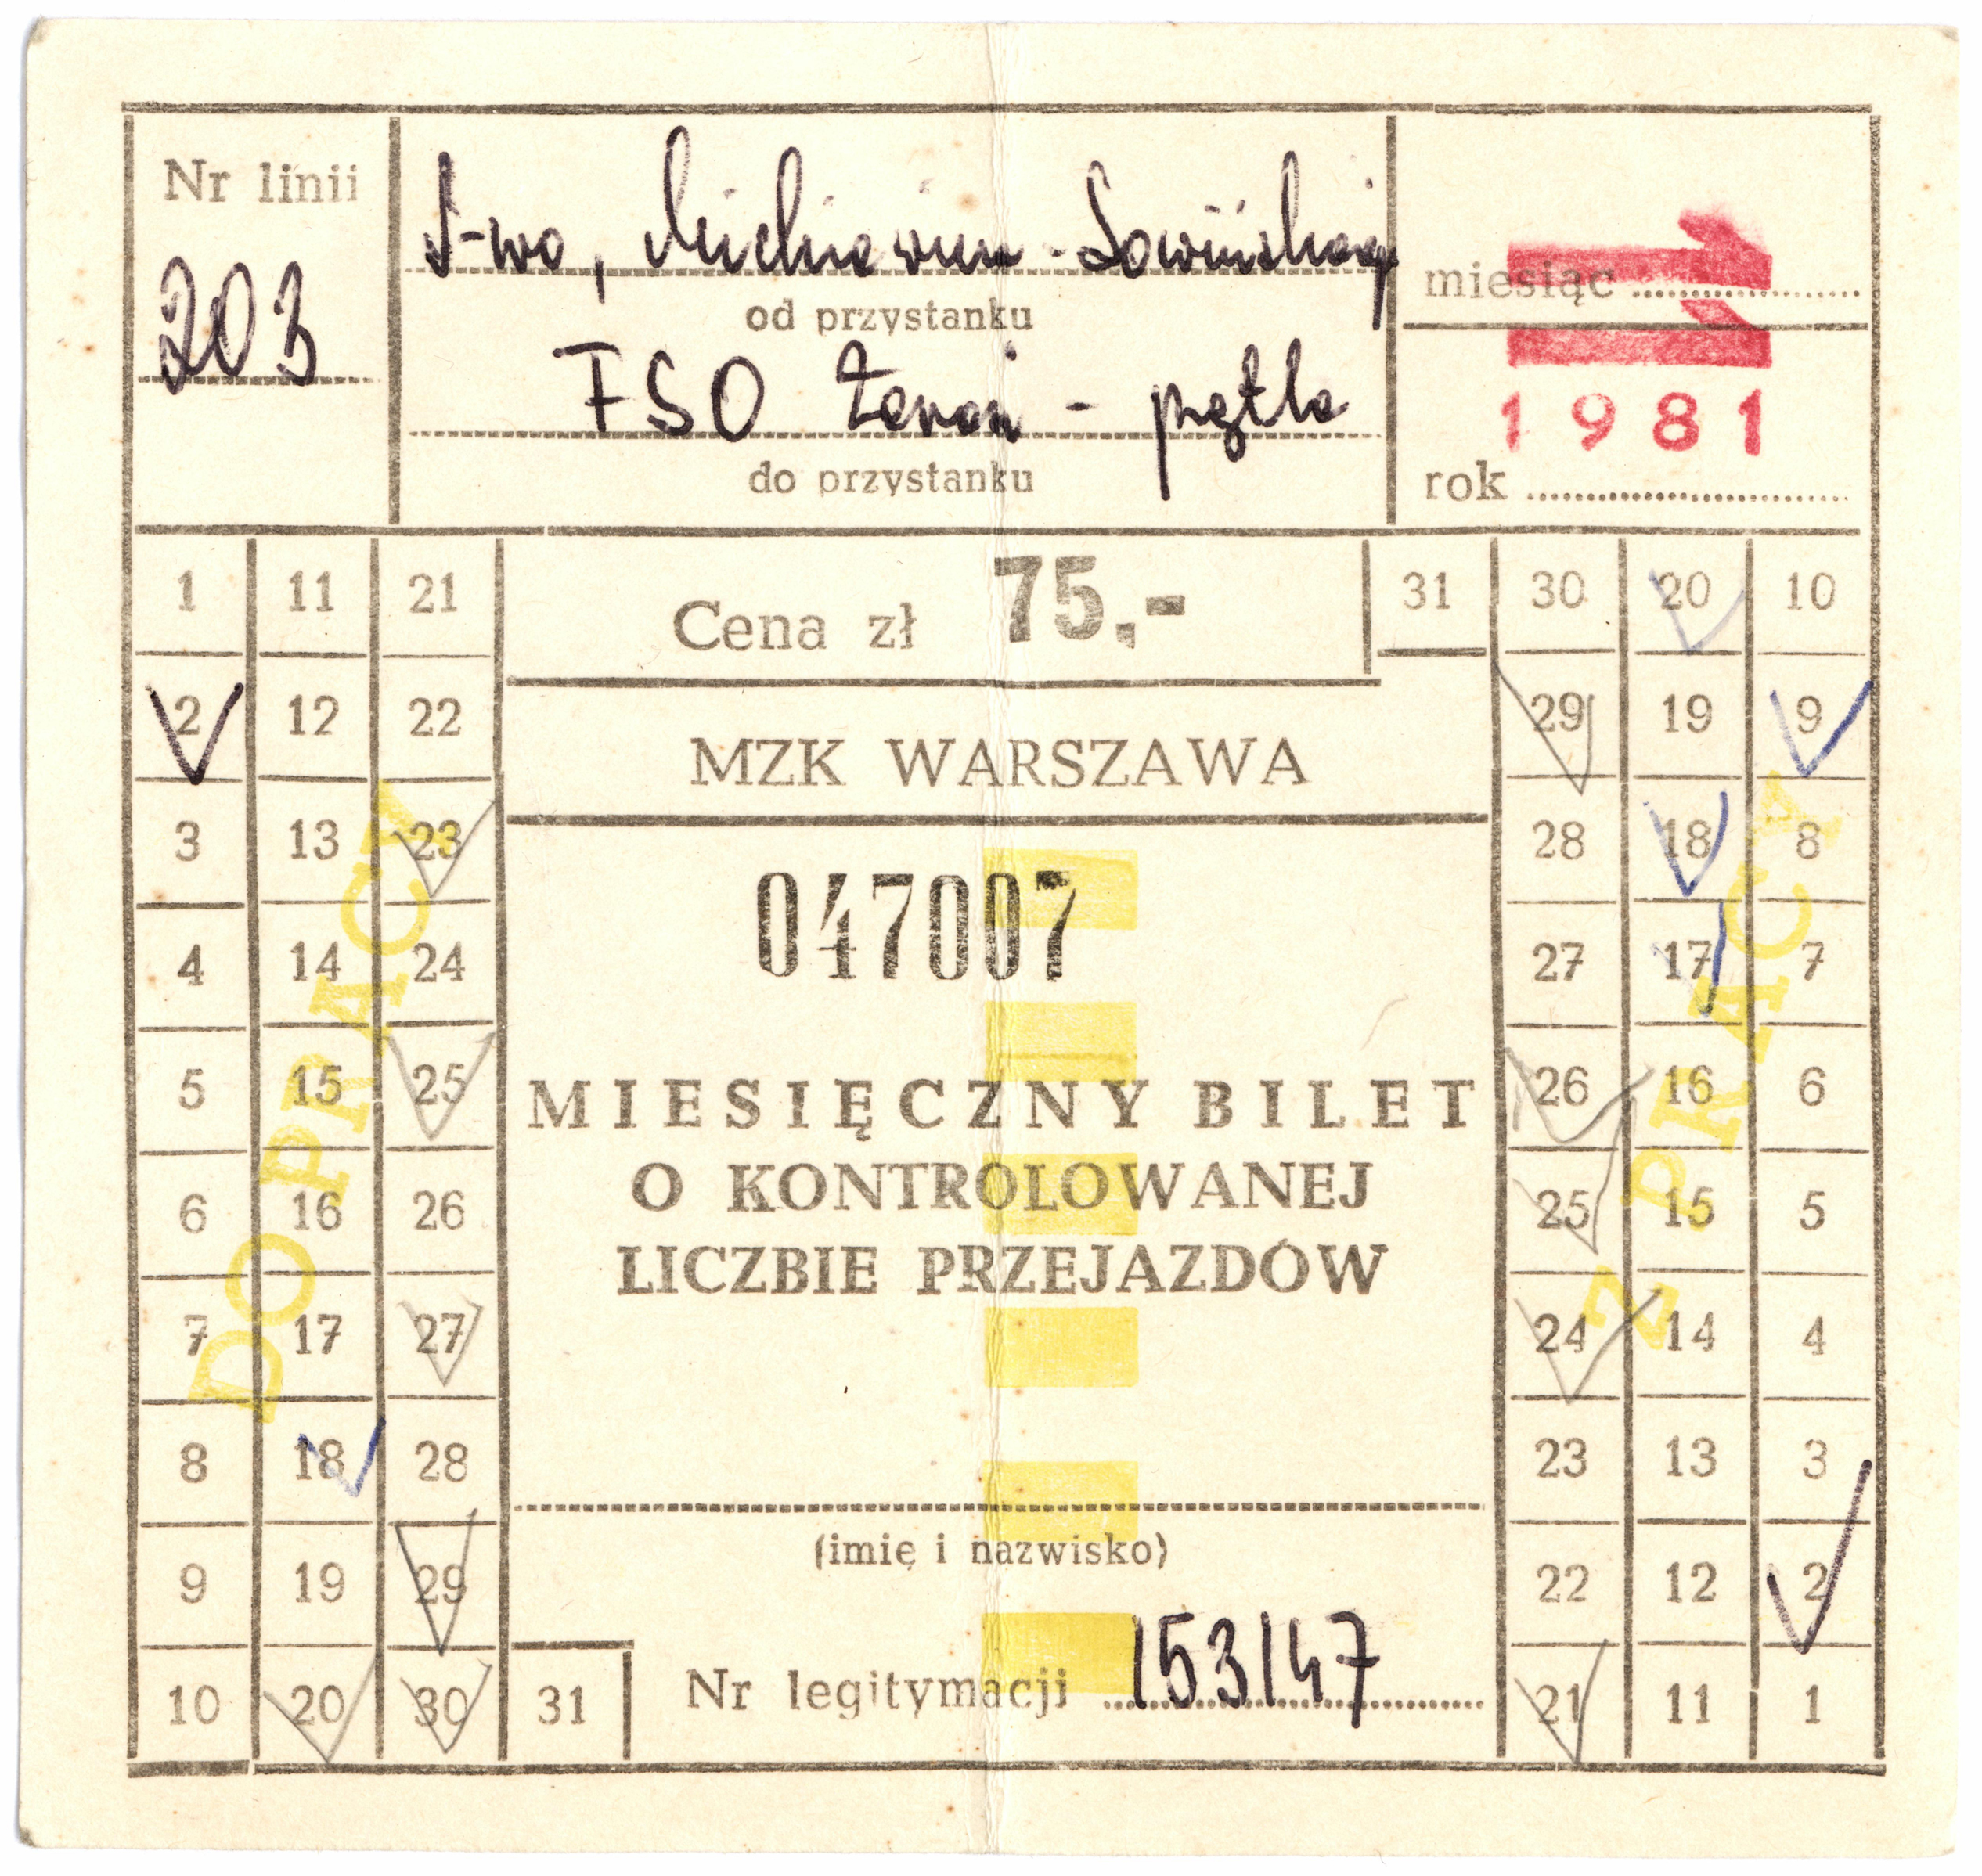 Nr linii
203
od przystanku
FSO Żerań - pętla
do przystanku
miesiąc
1981
rok
1 11 21
2 12 22
3 13 23
4 14 24
5 15 25
6 16 26
7 17 27
8 18 28
9 19 29
10 20 30 31
DO PRACY
Cena zł 75,-
MZK WARSZAWA
047007
MIESIĘCZNY BILET
O KONTROLOWANEJ
LICZBIE PRZEJAZDÓW
(imię i nazwisko)
Nr legitymacji 153147
31 30 20 10
29 19 9
28 18 8
27 17 7
26 16 6
25 15 5
24 14 4
23 13 3
22 12 2
21 11 1
Z PRACY